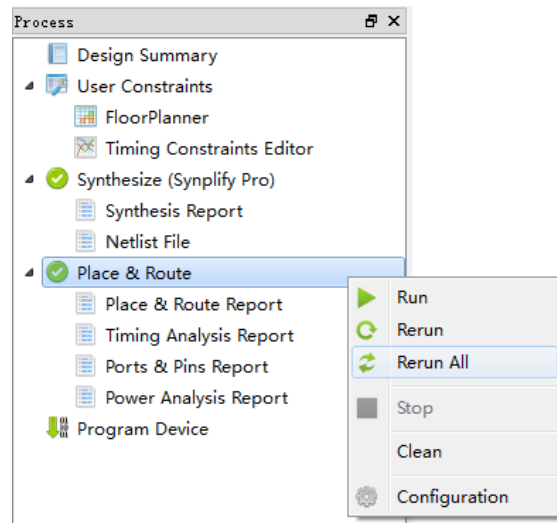 Process
Design Summary
User Constraints
FloorPlanner
Timing Constraints Editor
Synthesize (Synplify Pro)
Synthesis Report
Netlist File
Place & Route
Place & Route Report
Timing Analysis Report
Ports & Pins Report
Power Analysis Report
Program Device
Run
Rerun
Rerun All
Stop
Clean
Configuration